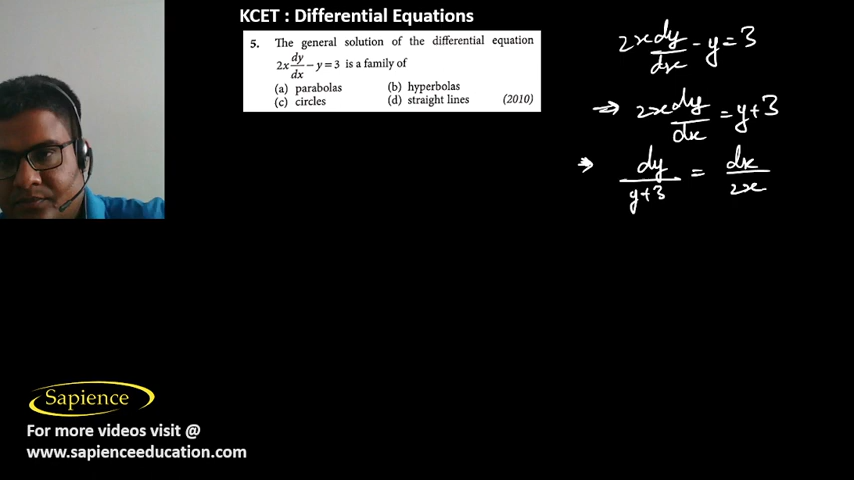 KCET : Differential Equations
5. The general solution of the differential equation
2x dy/dx − y = 3 is a family of
(a) parabolas (b) hyperbolas
(c) circles (d) straight lines (2010)
2x dy/dx − y = 3
⇒ 2x dy/dx = y + 3
⇒ dy/(y+3) = dx/2x
Sapience
For more videos visit @
www.sapienceeducation.com